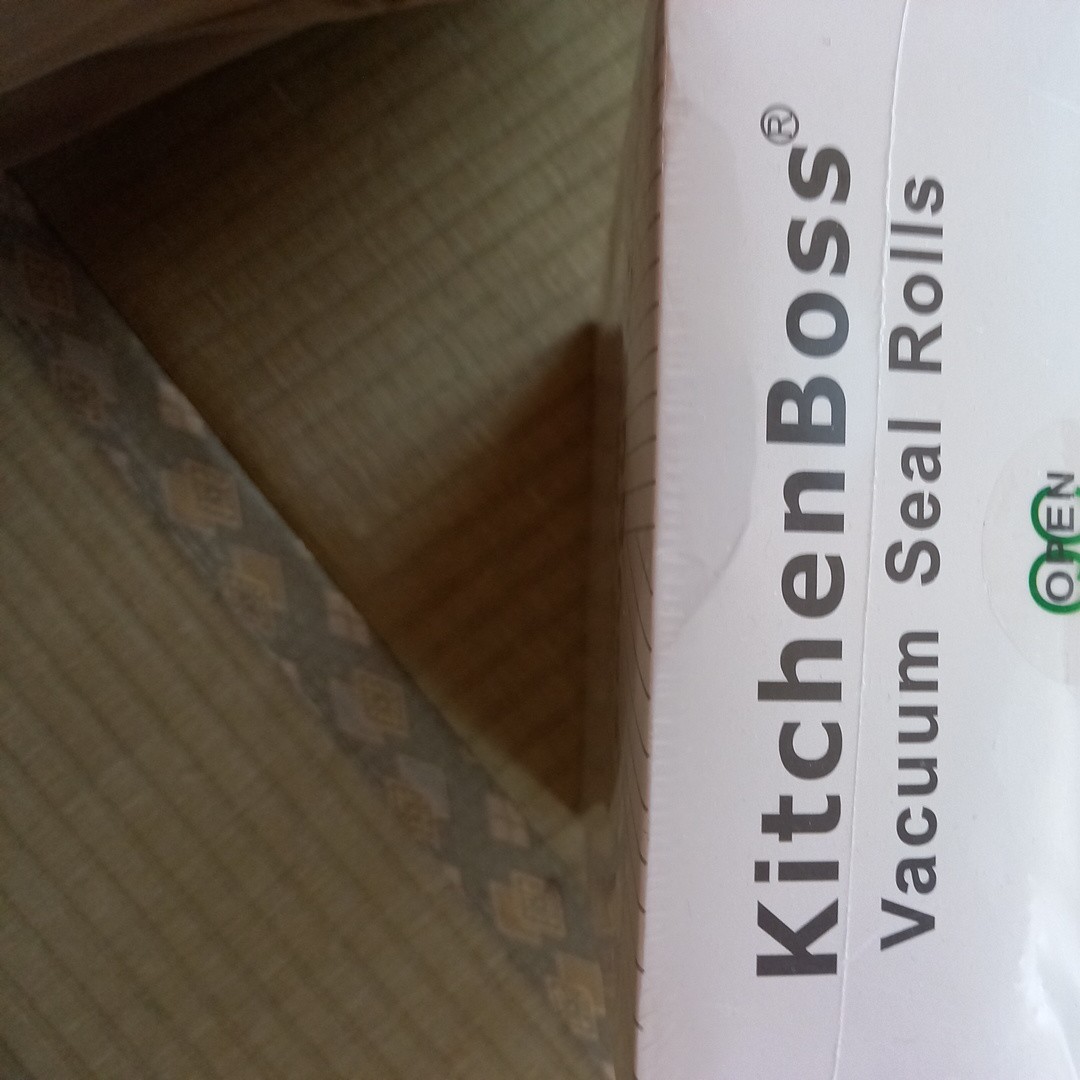 KitchenBoss®
Vacuum Seal Rolls
OPEN